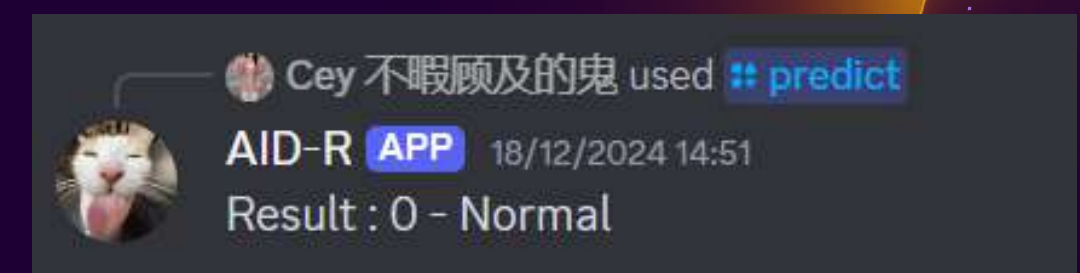 Cey 不暇顾及的鬼 used predict
AID-R APP 18/12/2024 14:51
Result : 0 - Normal